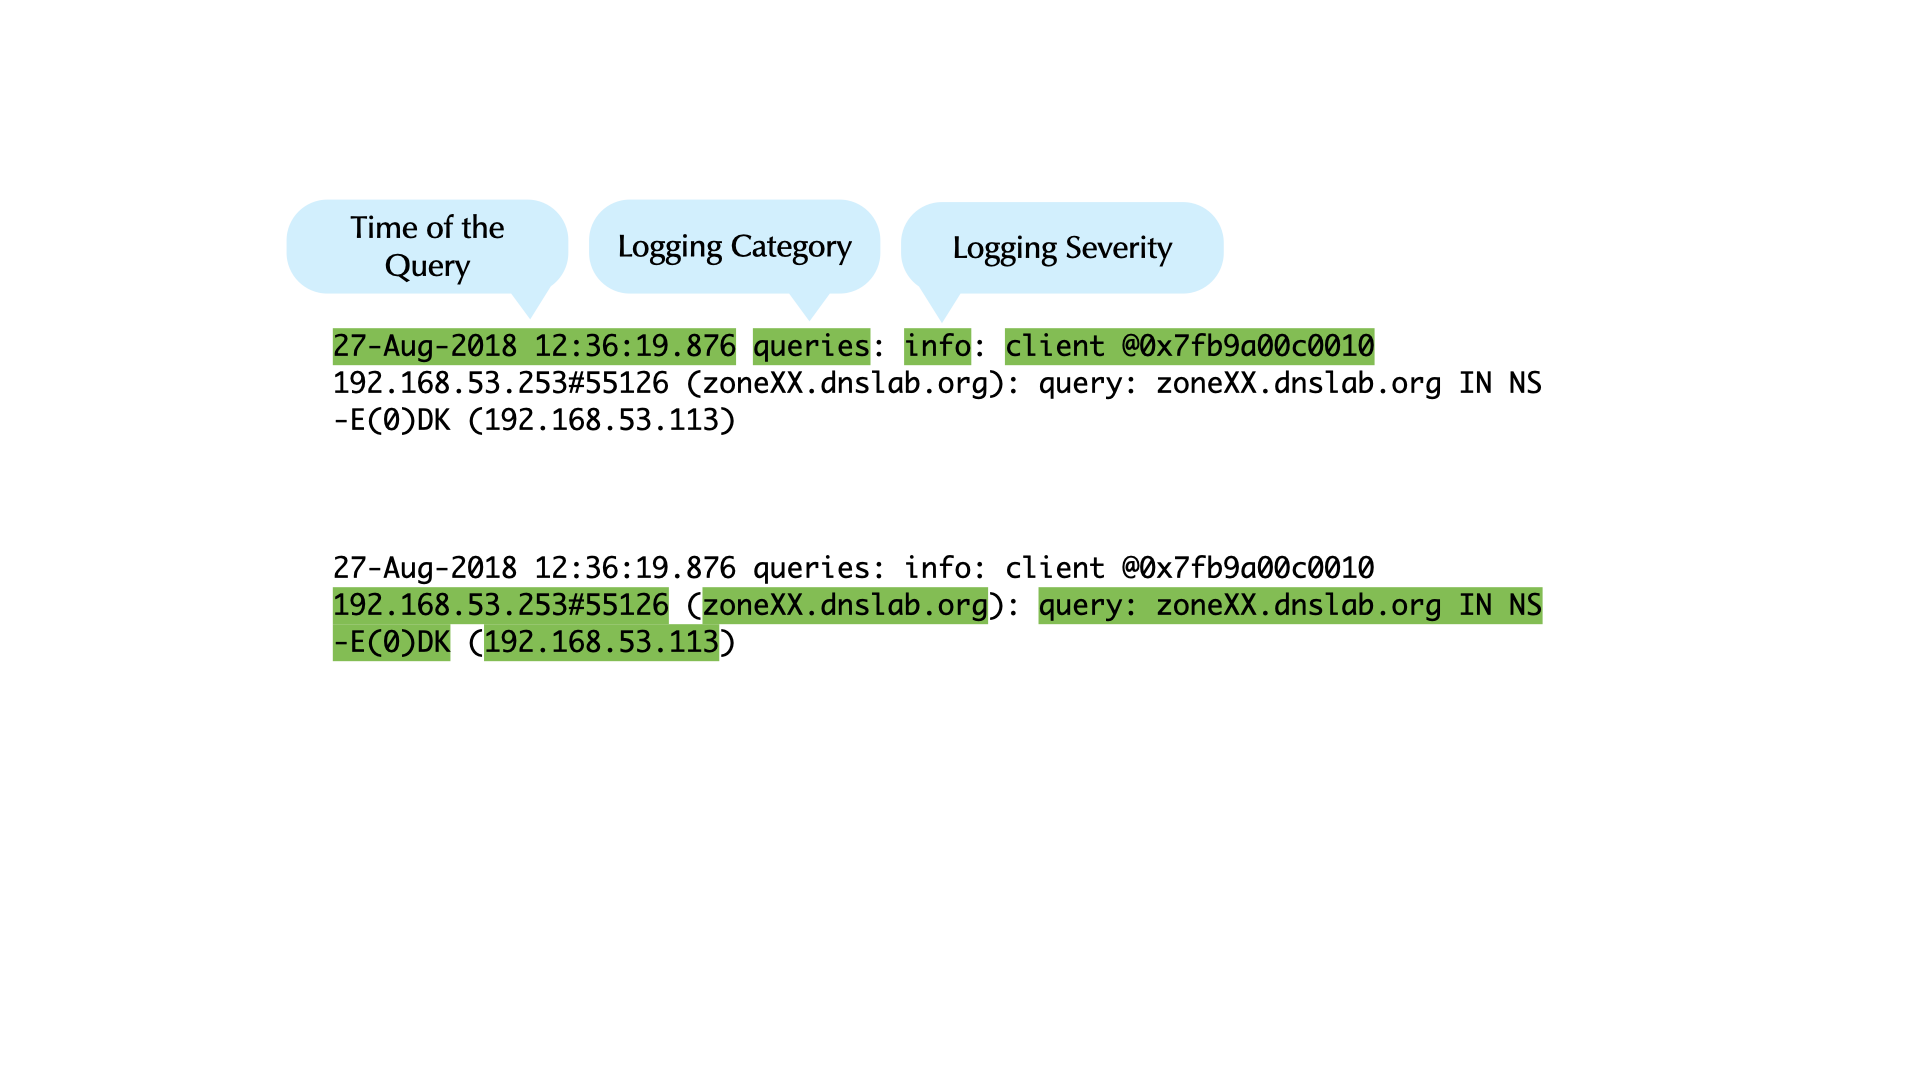 Time of the
Query
Logging Category
Logging Severity
27-Aug-2018 12:36:19.876 queries: info: client @0x7fb9a00c0010
192.168.53.253#55126 (zoneXX.dnslab.org): query: zoneXX.dnslab.org IN NS
-E(0)DK (192.168.53.113)
27-Aug-2018 12:36:19.876 queries: info: client @0x7fb9a00c0010
192.168.53.253#55126 (zoneXX.dnslab.org): query: zoneXX.dnslab.org IN NS
-E(0)DK (192.168.53.113)